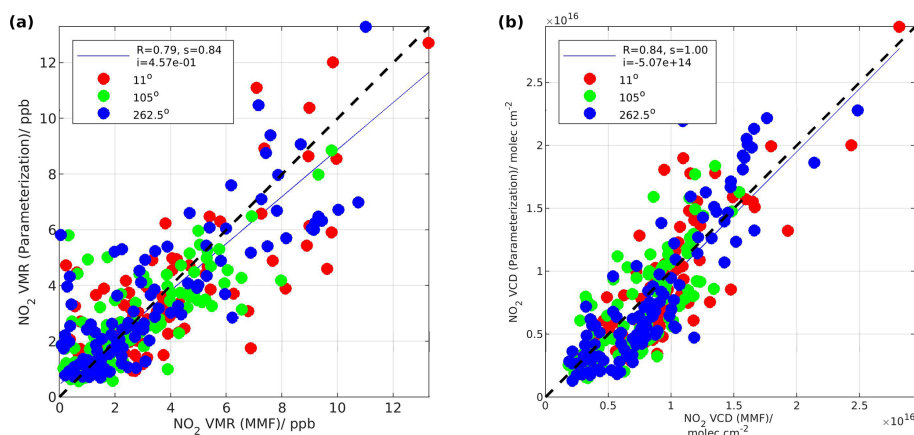 (a)
R=0.79, s=0.84
i=4.57e-01
11°
105°
262.5°
NO2 VMR (Parameterization)/ ppb
12
10
8
6
4
2
0
0 2 4 6 8 10 12
NO2 VMR (MMF)/ ppb
(b)
×10^16
R=0.84, s=1.00
i=-5.07e+14
11°
105°
262.5°
NO2 VCD (Parameterization)/ molec cm-2
2.5
2
1.5
1
0.5
0
0 0.5 1 1.5 2 2.5
NO2 VCD (MMF)/
molec cm-2
×10^16